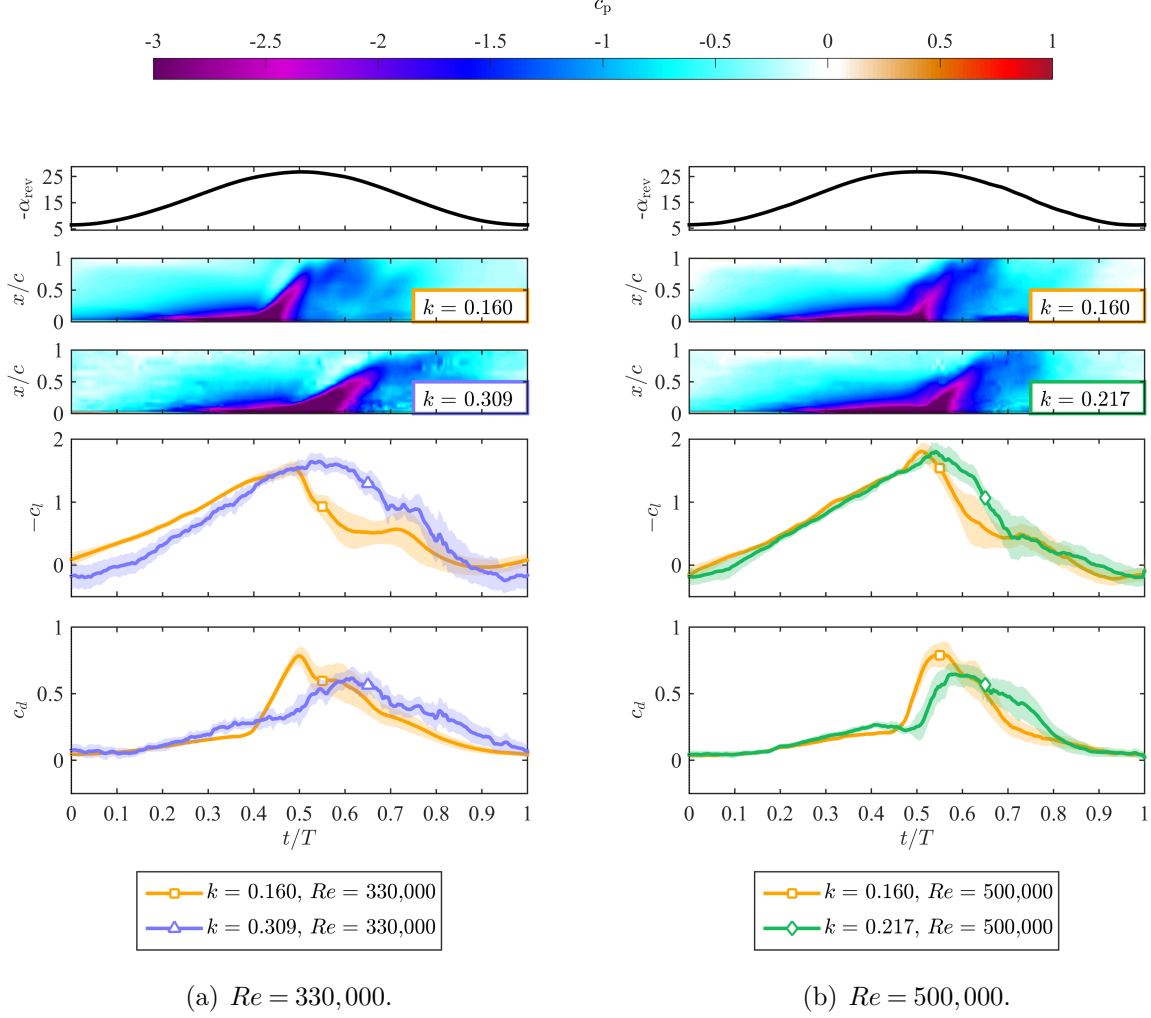 c_p
-3 -2.5 -2 -1.5 -1 -0.5 0 0.5 1
-α_rev
25
15
5
x/c
1
0.5
0
k = 0.160
x/c
1
0.5
0
k = 0.309
−c_l
2
1
0
c_d
1
0.5
0
0 0.1 0.2 0.3 0.4 0.5 0.6 0.7 0.8 0.9 1
t/T
k = 0.160, Re = 330,000
k = 0.309, Re = 330,000
(a) Re = 330,000.
-α_rev
25
15
5
x/c
1
0.5
0
k = 0.160
x/c
1
0.5
0
k = 0.217
−c_l
2
1
0
c_d
1
0.5
0
0 0.1 0.2 0.3 0.4 0.5 0.6 0.7 0.8 0.9 1
t/T
k = 0.160, Re = 500,000
k = 0.217, Re = 500,000
(b) Re = 500,000.